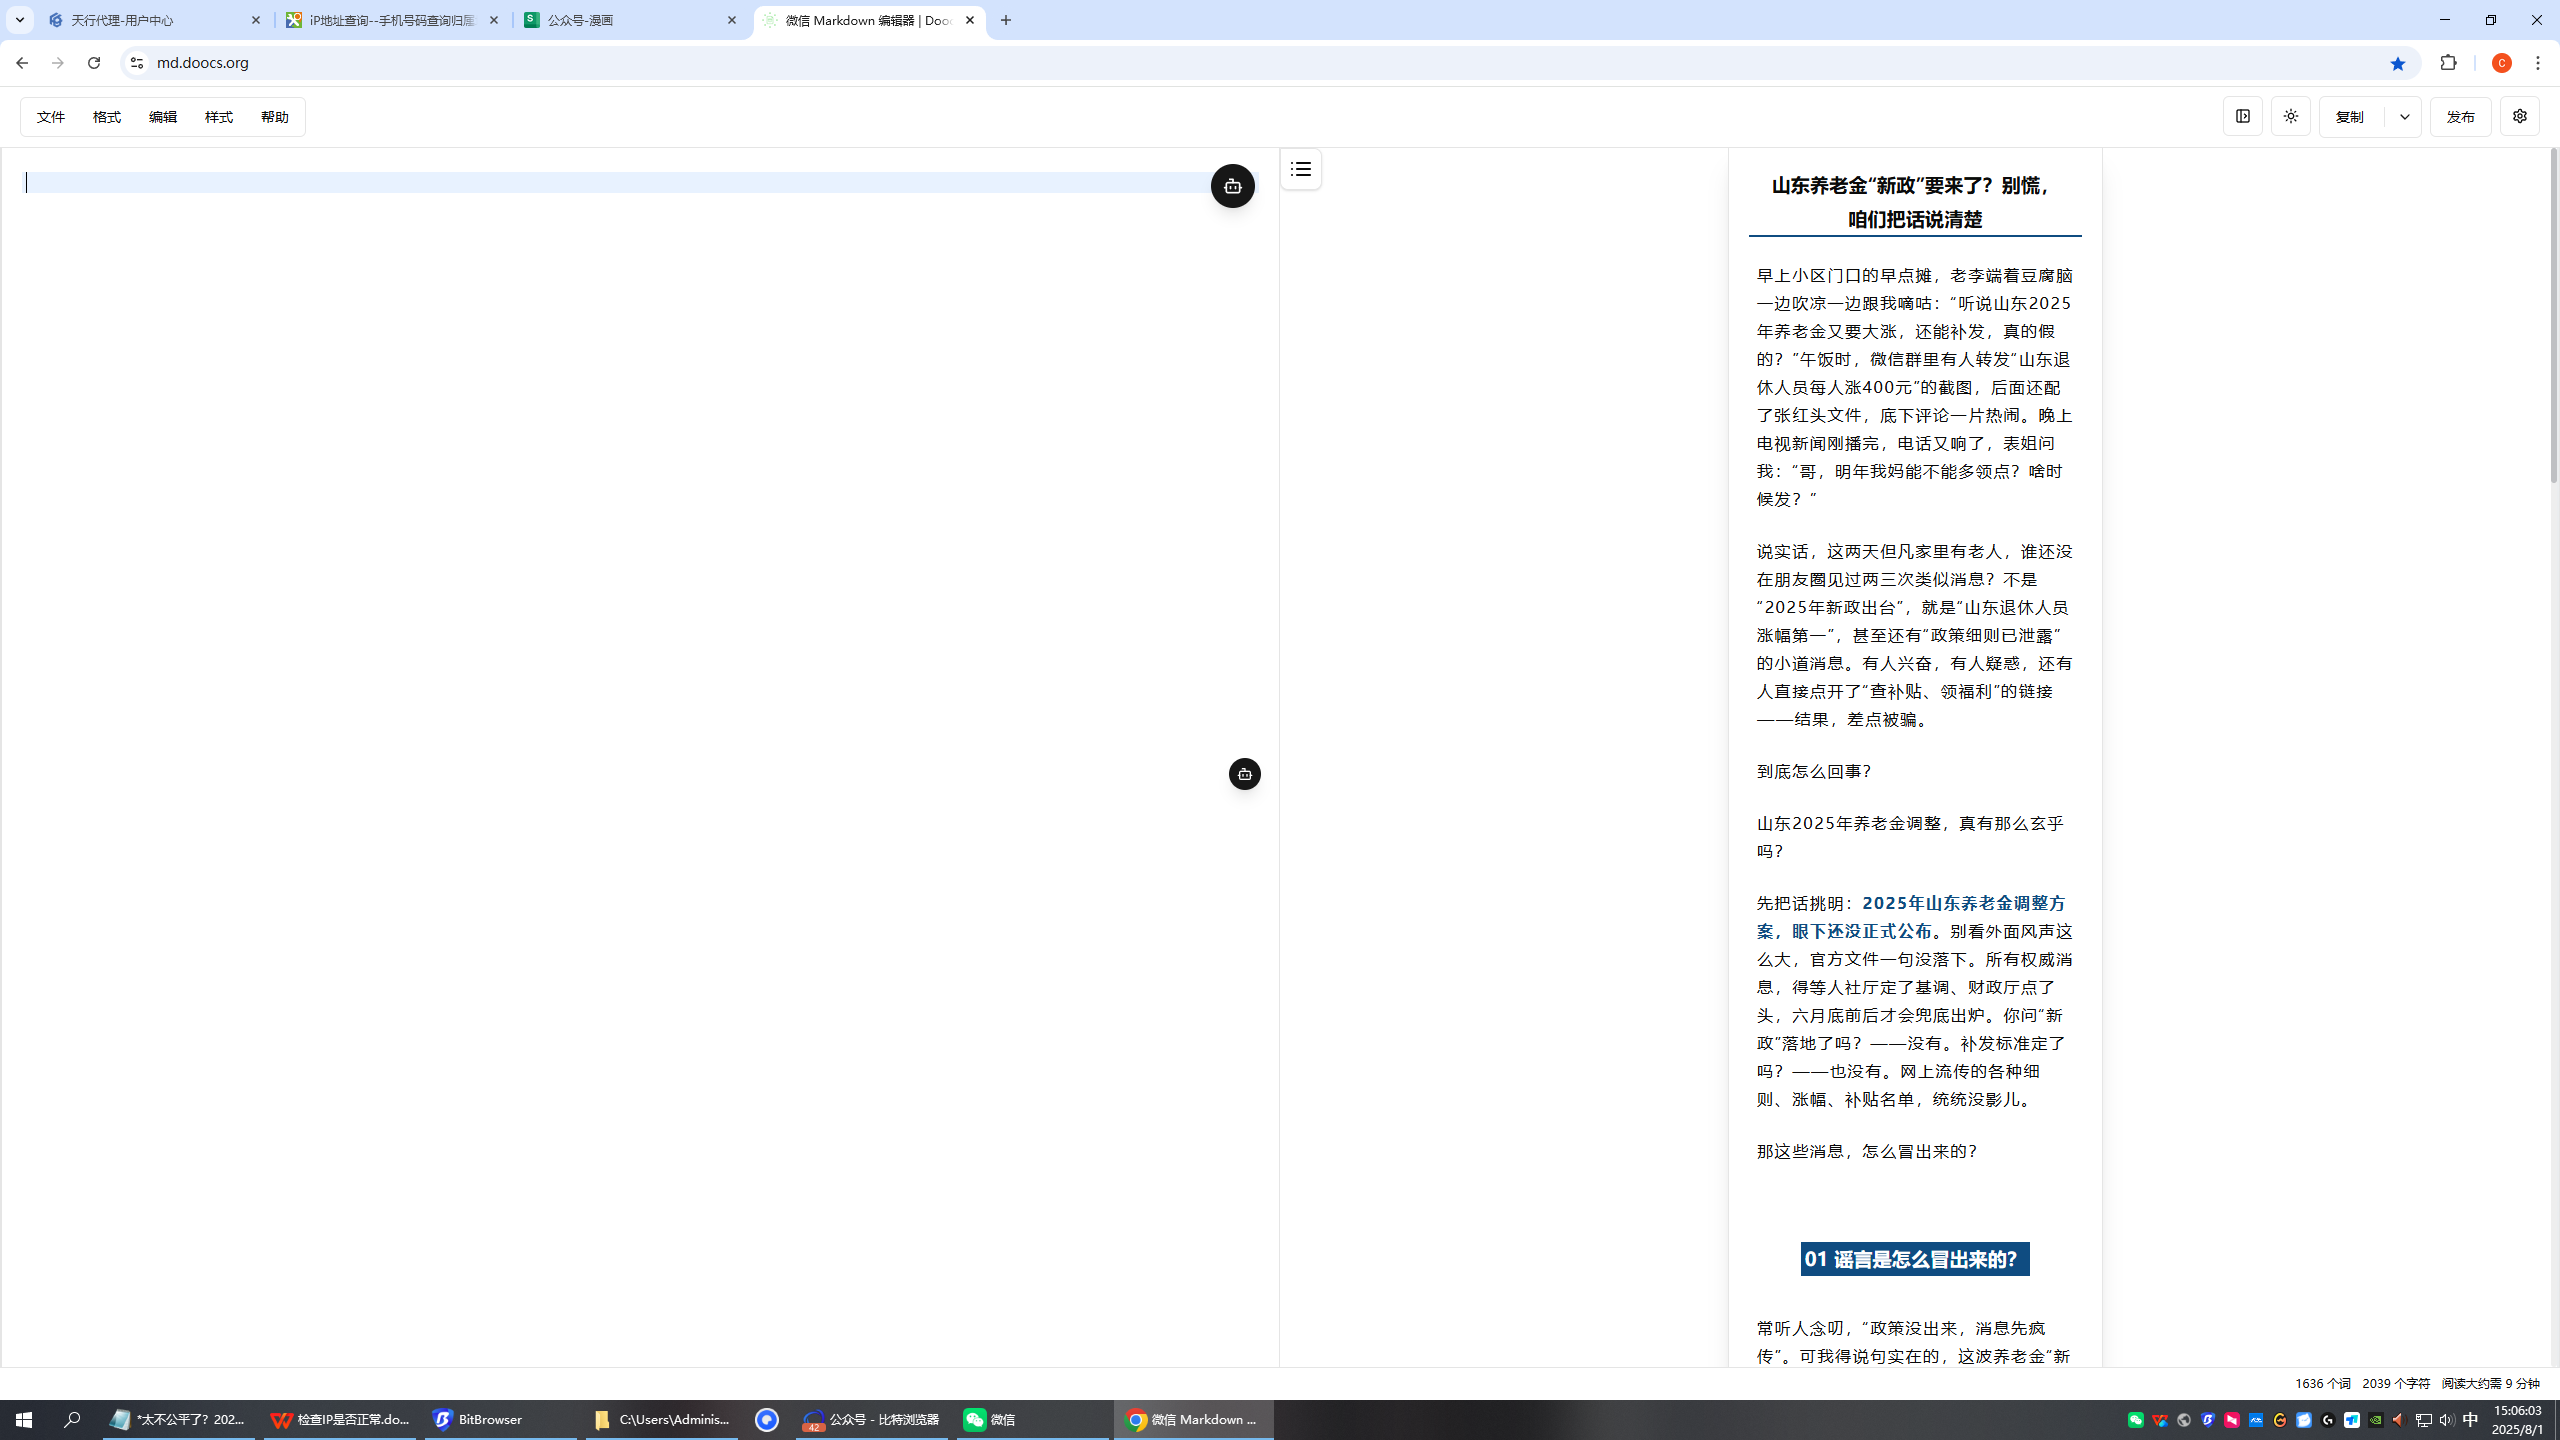 天行代理-用户中心
iP地址查询--手机号码查询归属
公众号-漫画
微信 Markdown 编辑器 | Dooc
md.doocs.org
文件 格式 编辑 样式 帮助
复制
发布
山东养老金“新政”要来了？别慌，
咱们把话说清楚
早上小区门口的早点摊，老李端着豆腐脑
一边吹凉一边跟我嘀咕：“听说山东2025
年养老金又要大涨，还能补发，真的假
的？”午饭时，微信群里有人转发“山东退
休人员每人涨400元”的截图，后面还配
了张红头文件，底下评论一片热闹。晚上
电视新闻刚播完，电话又响了，表姐问
我：“哥，明年我妈能不能多领点？啥时
候发？”
说实话，这两天但凡家里有老人，谁还没
在朋友圈见过两三次类似消息？不是
“2025年新政出台”，就是“山东退休人员
涨幅第一”，甚至还有“政策细则已泄露”
的小道消息。有人兴奋，有人疑惑，还有
人直接点开了“查补贴、领福利”的链接
——结果，差点被骗。
到底怎么回事？
山东2025年养老金调整，真有那么玄乎
吗？
先把话挑明：2025年山东养老金调整方
案，眼下还没正式公布。别看外面风声这
么大，官方文件一句没落下。所有权威消
息，得等人社厅定了基调、财政厅点了
头，六月底前后才会兜底出炉。你问“新
政”落地了吗？——没有。补发标准定了
吗？——也没有。网上流传的各种细
则、涨幅、补贴名单，统统没影儿。
那这些消息，怎么冒出来的？
01 谣言是怎么冒出来的？
常听人念叨，“政策没出来，消息先疯
传”。可我得说句实在的，这波养老金“新
1636 个词 2039 个字符 阅读大约需 9 分钟
*太不公平了？202...
检查IP是否正常.do...
BitBrowser
C:\Users\Adminis...
42
公众号 - 比特浏览器
微信
微信 Markdown ...
中
15:06:03
2025/8/1